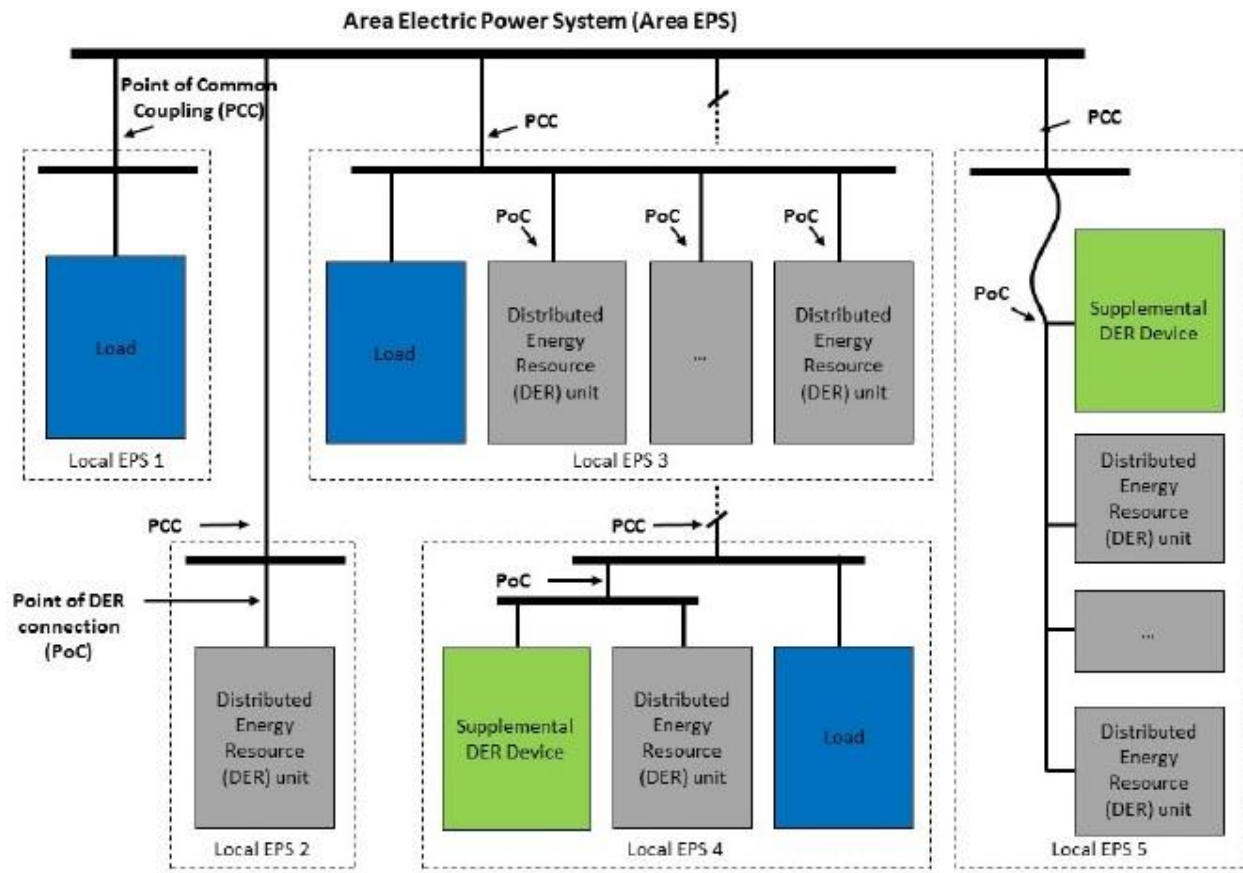 Area Electric Power System (Area EPS)
Point of Common
Coupling (PCC)
PCC
PCC
PoC
PoC
PoC
Load
Local EPS 1
Load
Distributed
Energy
Resource
(DER) unit
...
Distributed
Energy
Resource
(DER) unit
Local EPS 3
PoC
Supplemental
DER Device
Distributed
Energy
Resource
(DER) unit
...
Distributed
Energy
Resource
(DER) unit
Local EPS 5
PCC
Point of DER
connection
(PoC)
Distributed
Energy
Resource
(DER) unit
Local EPS 2
PCC
PoC
Supplemental
DER Device
Distributed
Energy
Resource
(DER) unit
Load
Local EPS 4